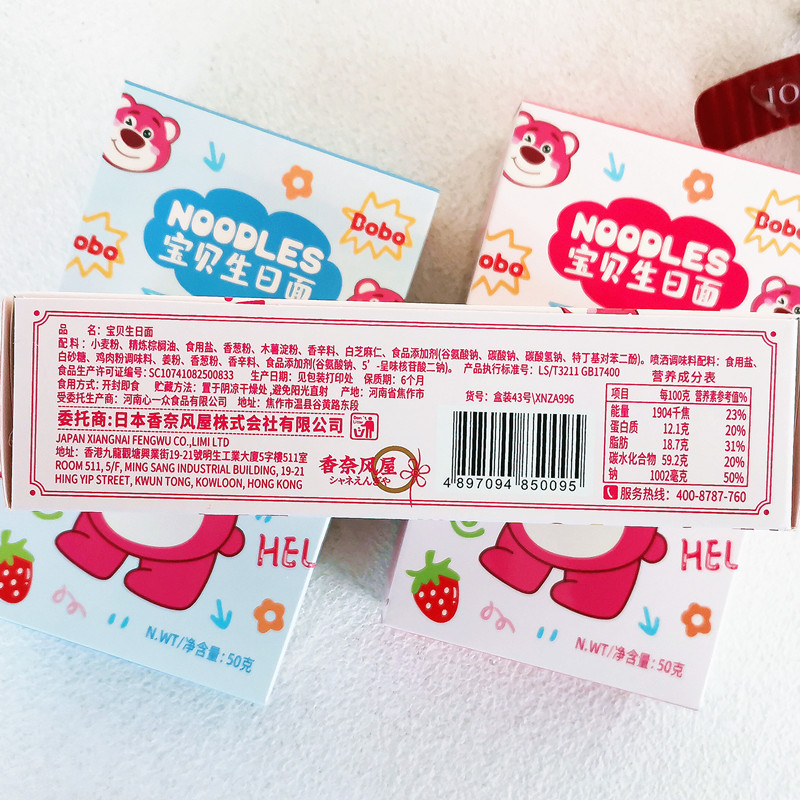 IO
NOODLES
宝贝生日面
Bobo
obo
NOODLES
宝贝生日面
Bobo
obo
品 名：宝贝生日面
配 料：小麦粉、精炼棕榈油、食用盐、香葱粉、木薯淀粉、香辛料、白芝麻仁、食品添加剂(谷氨酸钠、碳酸钠、碳酸氢钠、特丁基对苯二酚)。喷洒调味料配料：食用盐、
白砂糖、鸡肉粉调味料、姜粉、香葱粉、香辛料、食品添加剂(谷氨酸钠、5’-呈味核苷酸二钠)。 产品执行标准号：LS/T3211 GB17400
食品生产许可证编号：SC10741082500833 生产日期：见包装打印处 保质期：6个月
食用方式：开封即食 贮藏方法：置于阴凉干燥处,避免阳光直射 产地：河南省焦作市
受委托生产商：河南心一众食品有限公司 地址：焦作市温县谷黄路东段
委托商：日本香奈风屋株式会社有限公司
JAPAN XIANGNAI FENGWU CO.,LIMI LTD
地址：香港九龍觀塘興業街19-21號明生工業大廈5字樓511室
ROOM 511, 5/F, MING SANG INDUSTRIAL BUILDING, 19-21
HING YIP STREET, KWUN TONG, KOWLOON, HONG KONG
香奈风屋
シャネえんぎや
货号：盒装43号\XNZA996
4 897094 850095
营养成分表
项目 每100克 营养素参考值%
能量 1904千焦 23%
蛋白质 12.1克 20%
脂肪 18.7克 31%
碳水化合物 59.2克 20%
钠 1002毫克 50%
服务热线：400-8787-760
HEL
N.WT/净含量:50克
HEL
N.WT/净含量:50克